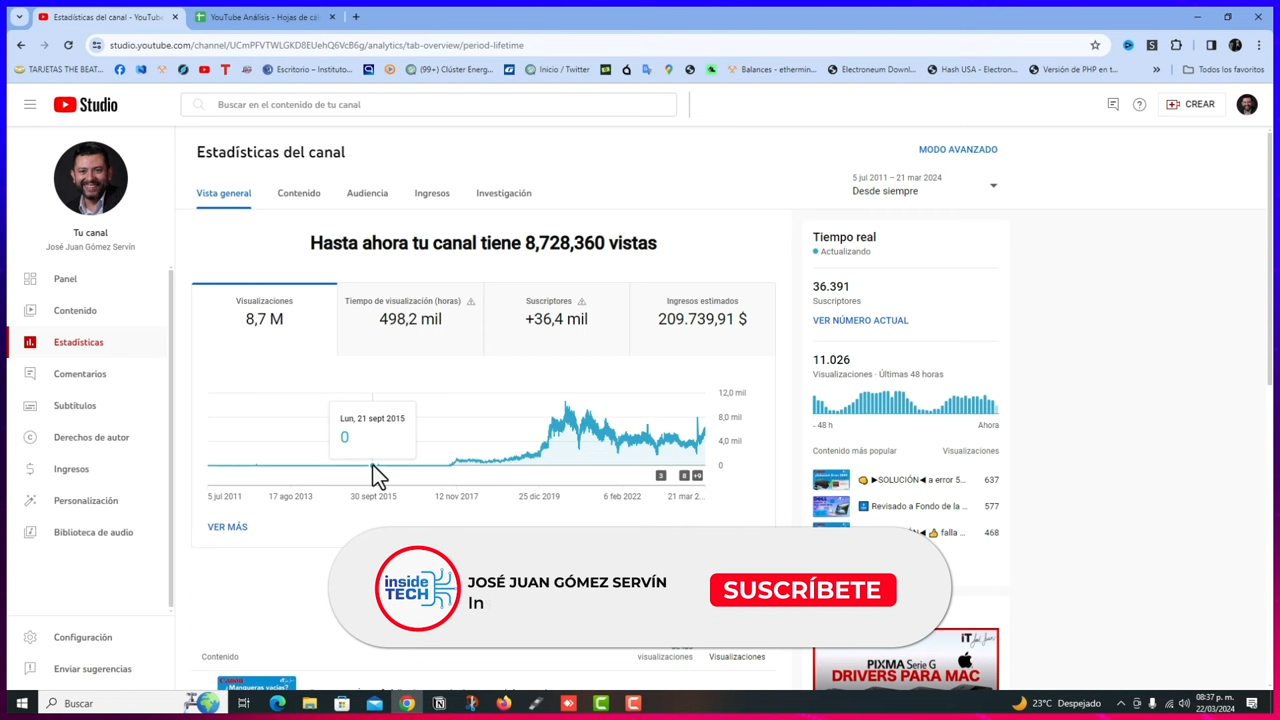 Estadísticas del canal - YouTube
YouTube Análisis - Hojas de cál
studio.youtube.com/channel/UCmPFVTWLGKD8EUehQ6Vc86g/analytics/tab-overview/period-lifetime
TARJETAS THE BEAT...
Escritorio – Instituto...
(99+) Clúster Energ...
Inicio / Twitter
Balances - ethermin...
Electroneum Downl...
Hash USA - Electron...
Versión de PHP en t...
Todos los favoritos
Studio
Buscar en el contenido de tu canal
CREAR
Tu canal
José Juan Gómez Servín
Panel
Contenido
Estadísticas
Comentarios
Subtítulos
Derechos de autor
Ingresos
Personalización
Biblioteca de audio
Configuración
Enviar sugerencias
Estadísticas del canal
MODO AVANZADO
Vista general
Contenido
Audiencia
Ingresos
Investigación
5 jul 2011 – 21 mar 2024
Desde siempre
Hasta ahora tu canal tiene 8,728,360 vistas
Visualizaciones
8,7 M
Tiempo de visualización (horas)
498,2 mil
Suscriptores
+36,4 mil
Ingresos estimados
209.739,91 $
Lun, 21 sept 2015
0
12,0 mil
8,0 mil
4,0 mil
0
3
8
+9
5 jul 2011
17 ago 2013
30 sept 2015
12 nov 2017
25 dic 2019
6 feb 2022
21 mar 2...
VER MÁS
Tiempo real
Actualizando
36.391
Suscriptores
VER NÚMERO ACTUAL
11.026
Visualizaciones · Últimas 48 horas
- 48 h
Ahora
Contenido más popular
Visualizaciones
▶SOLUCIÓN◀ a error 5...
637
Revisado a Fondo de la ...
577
falla ...
468
inside
TECH
JOSÉ JUAN GÓMEZ SERVÍN
In
SUSCRÍBETE
Contenido
visualizaciones
Visualizaciones
Canon
Mangueras vacías?
iT
PIXMA Serie G
DRIVERS PARA MAC
Buscar
23°C Despejado
08:37 p. m.
22/03/2024